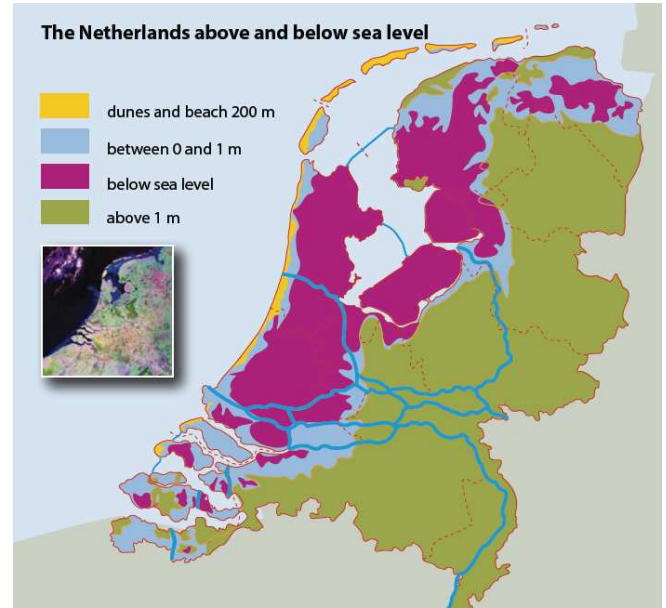 The Netherlands above and below sea level
dunes and beach 200 m
between 0 and 1 m
below sea level
above 1 m